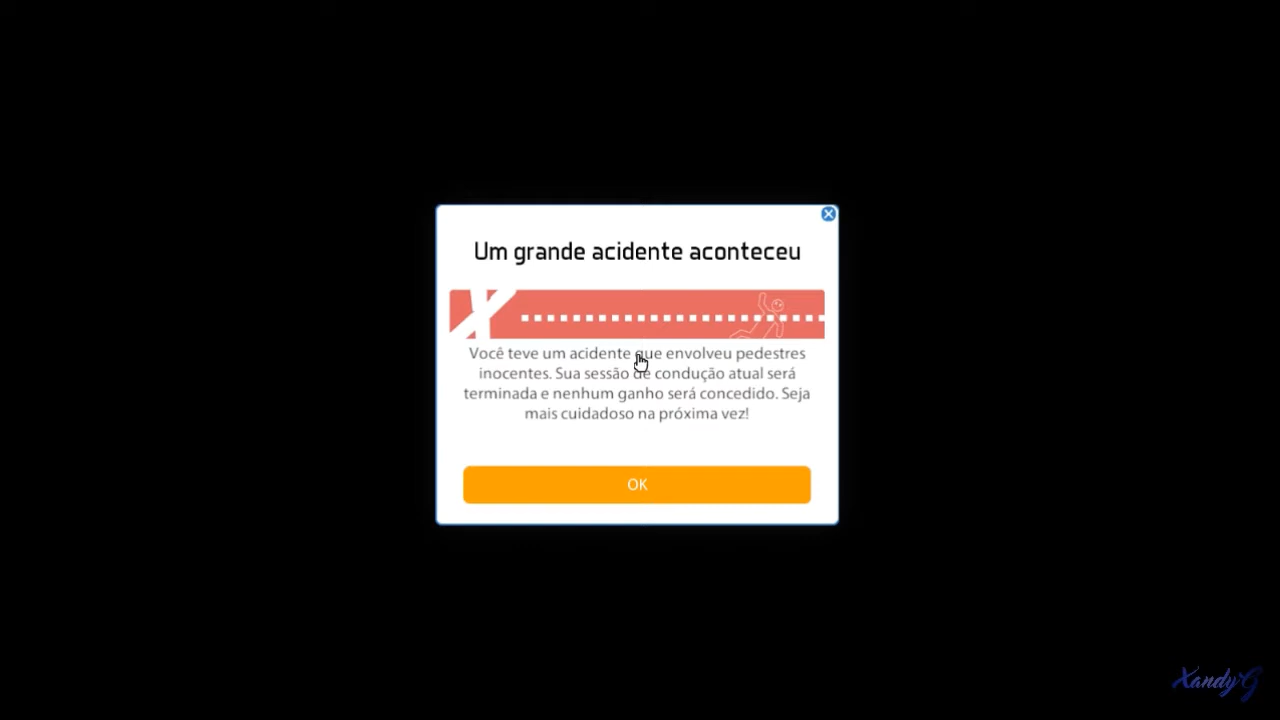 Um grande acidente aconteceu
Você teve um acidente que envolveu pedestres
inocentes. Sua sessão de condução atual será
terminada e nenhum ganho será concedido. Seja
mais cuidadoso na próxima vez!
OK
XandyG